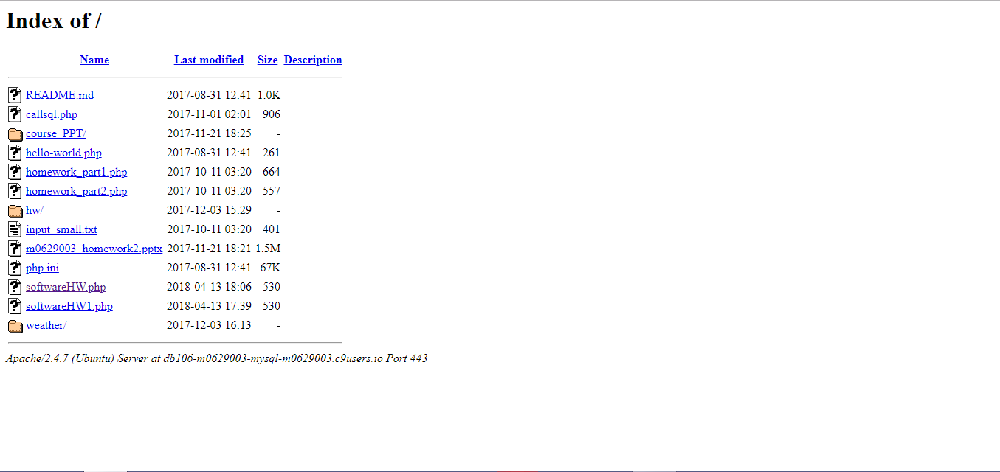 Index of /
Name Last modified Size Description
README.md 2017-08-31 12:41 1.0K
callsql.php 2017-11-01 02:01 906
course_PPT/ 2017-11-21 18:25 -
hello-world.php 2017-08-31 12:41 261
homework_part1.php 2017-10-11 03:20 664
homework_part2.php 2017-10-11 03:20 557
hw/ 2017-12-03 15:29 -
input_small.txt 2017-10-11 03:20 401
m0629003_homework2.pptx 2017-11-21 18:21 1.5M
php.ini 2017-08-31 12:41 67K
softwareHW.php 2018-04-13 18:06 530
softwareHW1.php 2018-04-13 17:39 530
weather/ 2017-12-03 16:13 -
Apache/2.4.7 (Ubuntu) Server at db106-m0629003-mysql-m0629003.c9users.io Port 443